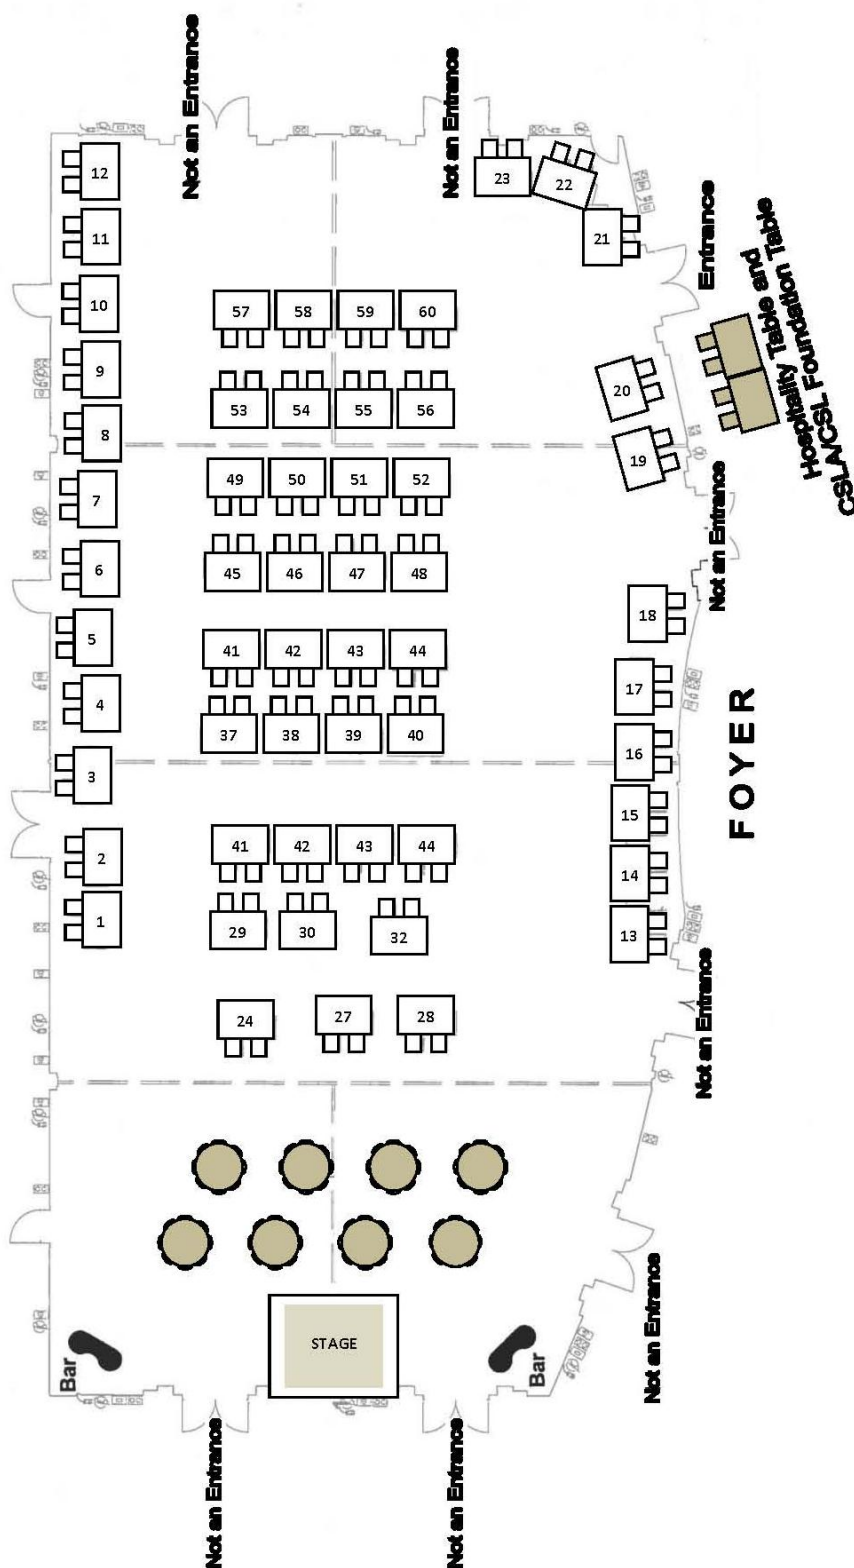 Not an Entrance
Not an Entrance
12
23
22
11
21
Entrance
Hospitality Table and
CSLA/CSL Foundation Table
10
57 58 59 60
9
20
53 54 55 56
8
19
7
49 50 51 52
Not an Entrance
6
45 46 47 48
5
18
41 42 43 44
4
17
37 38 39 40
16
3
FOYER
15
2
41 42 43 44
14
1
29 30 32
13
24 27 28
Not an Entrance
STAGE
Bar
Bar
Not an Entrance
Not an Entrance
Not an Entrance